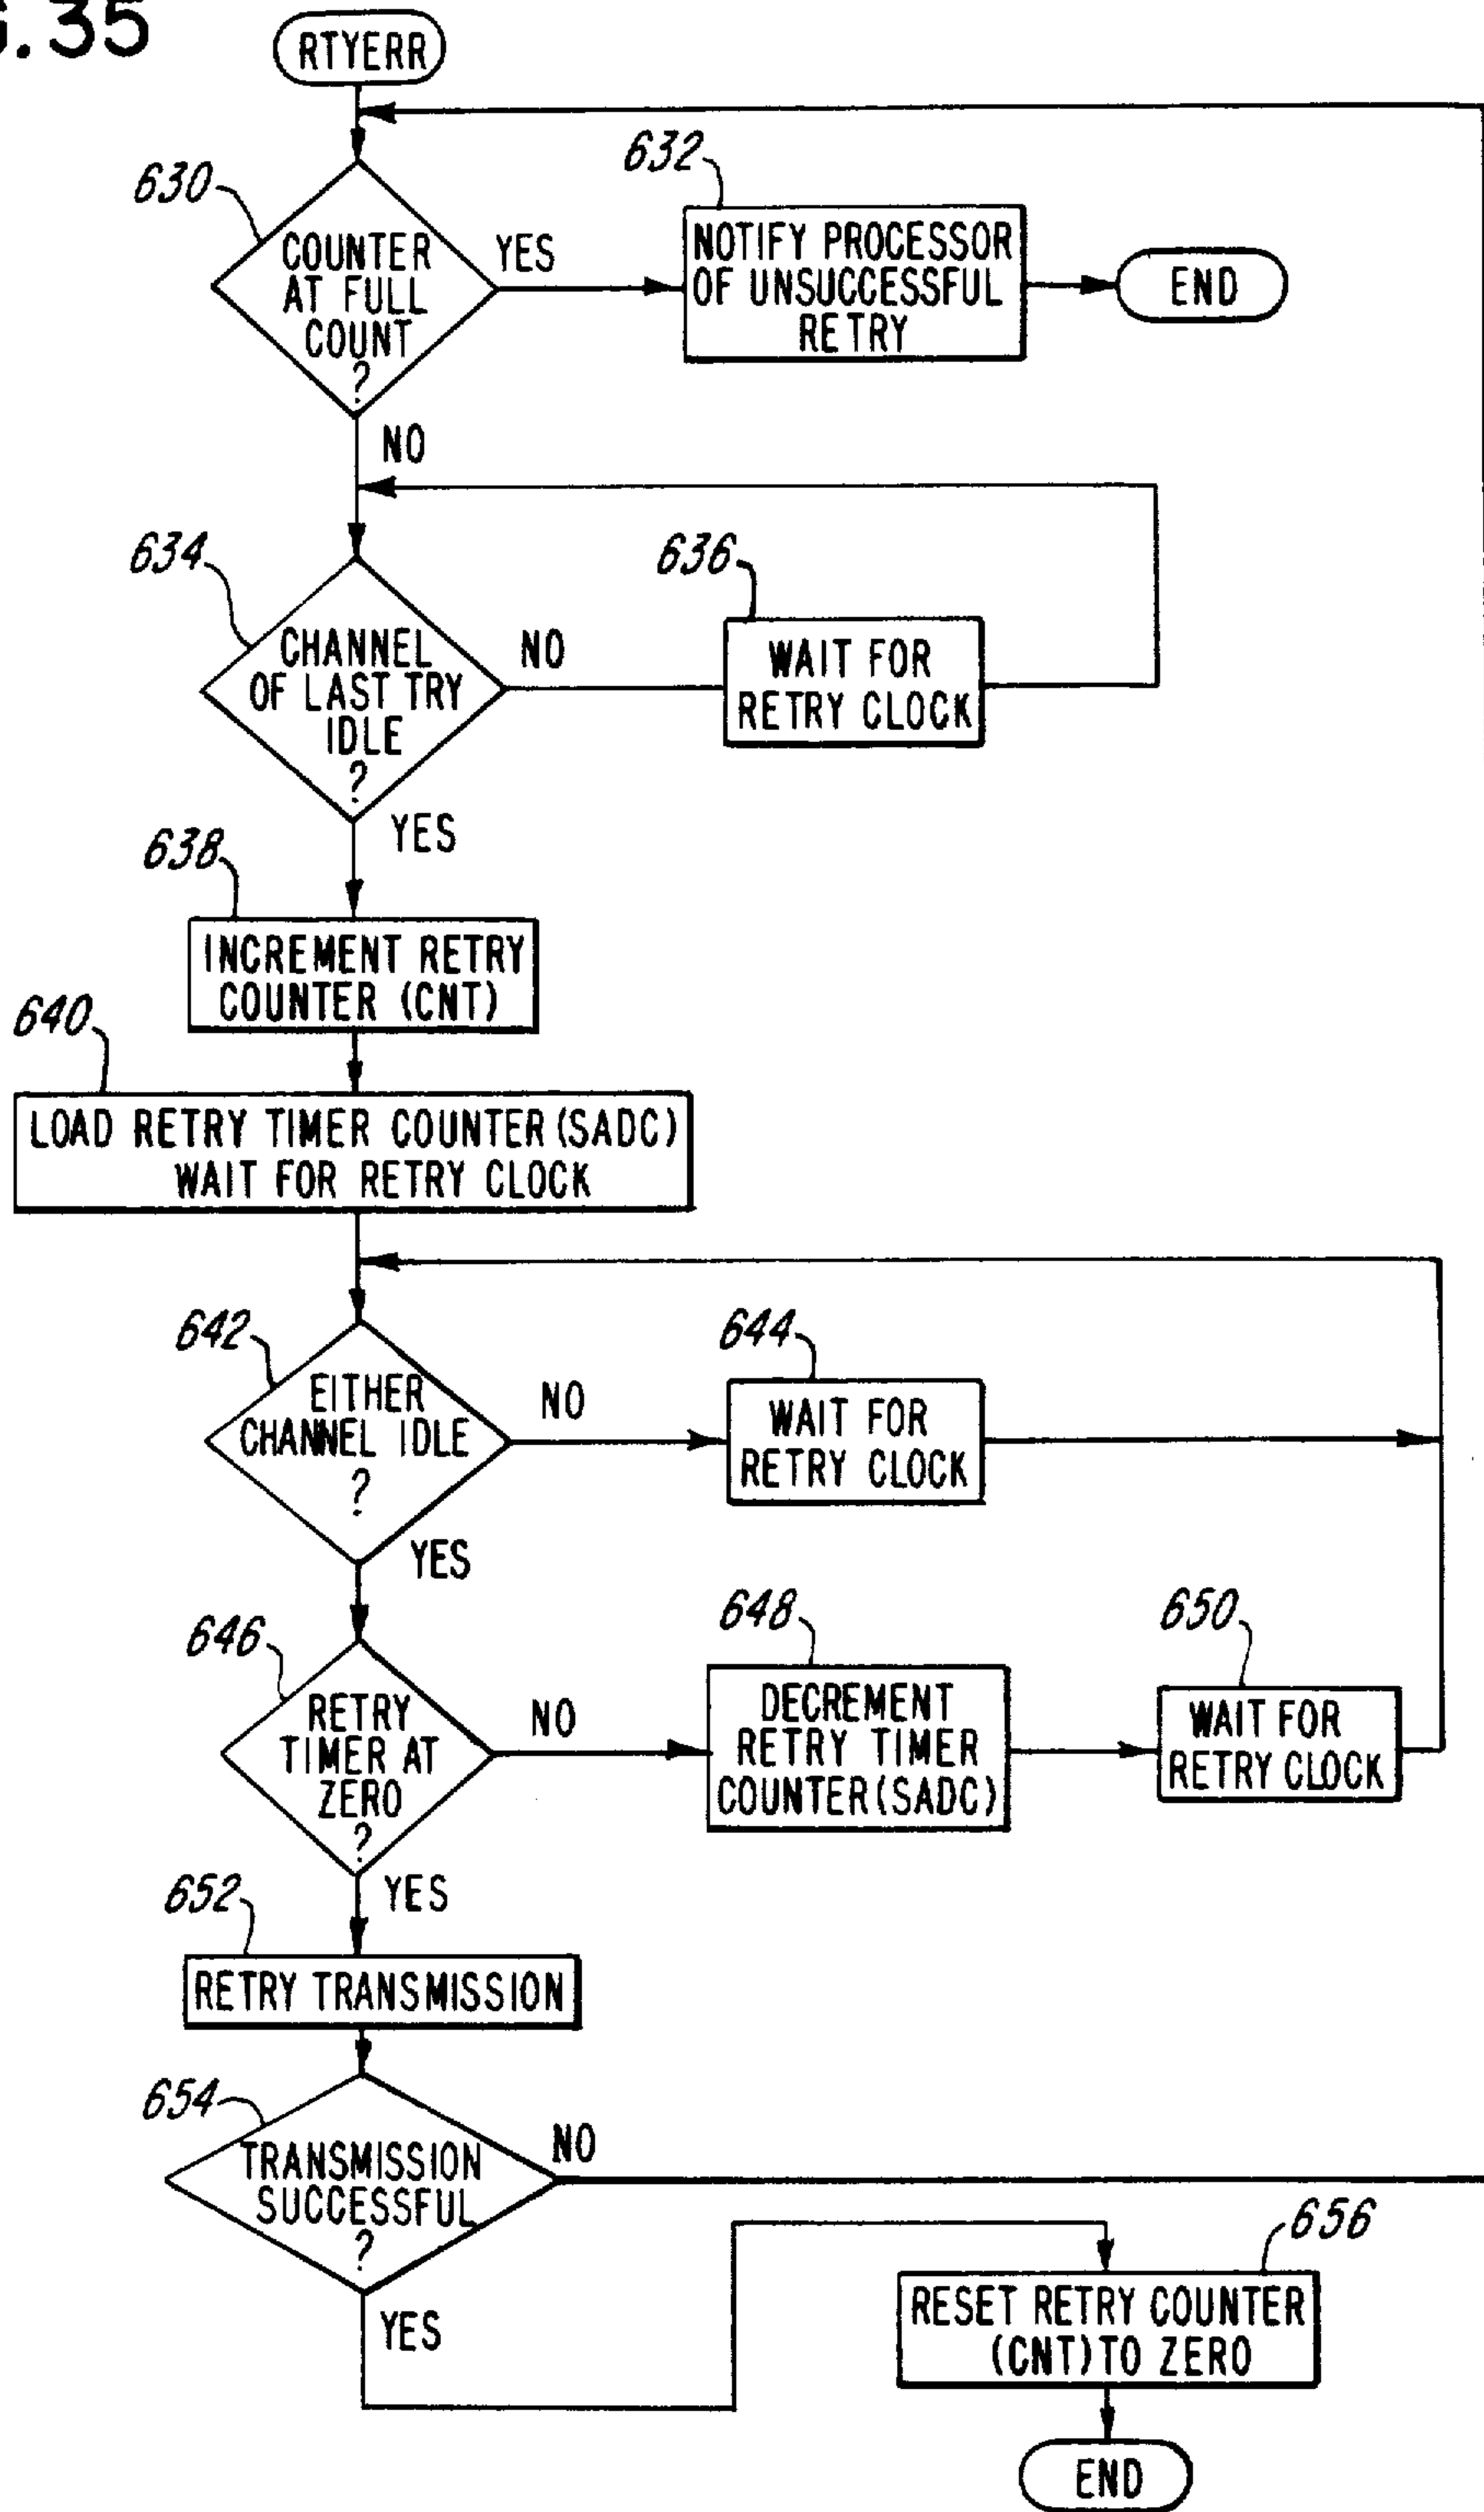 G.35
RTYERR
630
COUNTER
AT FULL
COUNT
?
YES
632
NOTIFY PROCESSOR
OF UNSUCCESSFUL
RETRY
END
NO
634
CHANNEL
OF LAST TRY
IDLE
?
NO
636
WAIT FOR
RETRY CLOCK
YES
638
INCREMENT RETRY
COUNTER (CNT)
640
LOAD RETRY TIMER COUNTER (SADC)
WAIT FOR RETRY CLOCK
642
EITHER
CHANNEL IDLE
?
NO
644
WAIT FOR
RETRY CLOCK
YES
646
RETRY
TIMER AT
ZERO
?
NO
648
DECREMENT
RETRY TIMER
COUNTER (SADC)
650
WAIT FOR
RETRY CLOCK
YES
652
RETRY TRANSMISSION
654
TRANSMISSION
SUCCESSFUL
?
NO
YES
656
RESET RETRY COUNTER
(CNT) TO ZERO
END